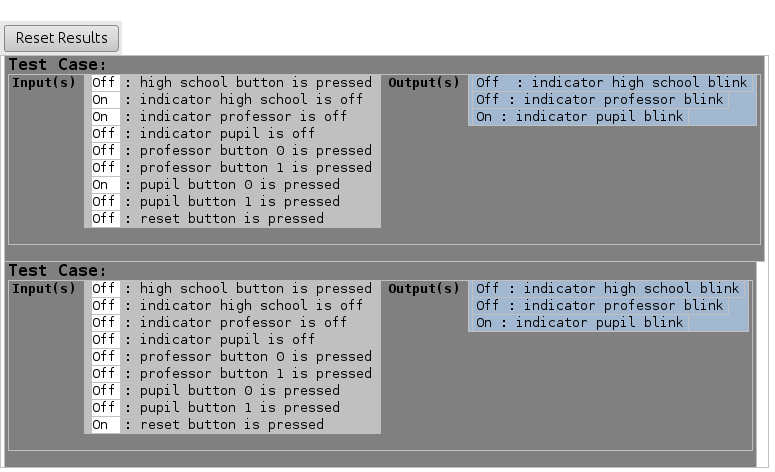 Reset Results
Test Case:
Input(s) Off : high school button is pressed Output(s) Off : indicator high school blink
On : indicator high school is off Off : indicator professor blink
On : indicator professor is off On : indicator pupil blink
Off : indicator pupil is off
Off : professor button 0 is pressed
Off : professor button 1 is pressed
On : pupil button 0 is pressed
Off : pupil button 1 is pressed
Off : reset button is pressed
Test Case:
Input(s) Off : high school button is pressed Output(s) Off : indicator high school blink
Off : indicator high school is off Off : indicator professor blink
Off : indicator professor is off On : indicator pupil blink
Off : indicator pupil is off
Off : professor button 0 is pressed
Off : professor button 1 is pressed
Off : pupil button 0 is pressed
Off : pupil button 1 is pressed
On : reset button is pressed